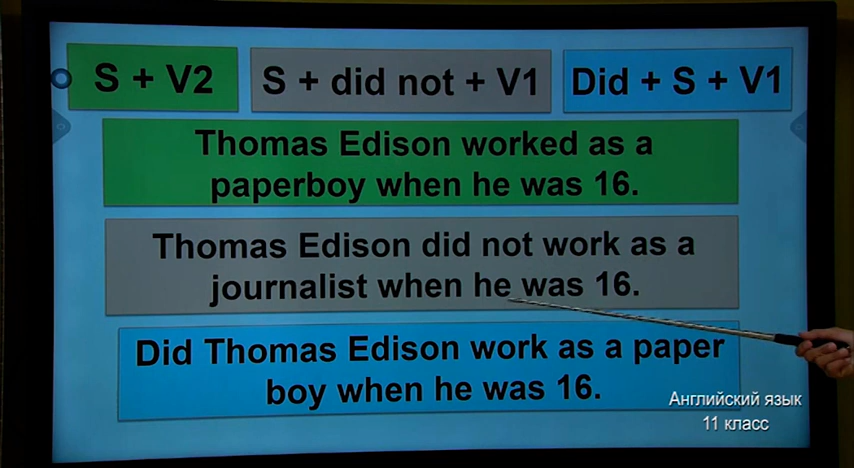 S + V2
S + did not + V1
Did + S + V1
Thomas Edison worked as a
paperboy when he was 16.
Thomas Edison did not work as a
journalist when he was 16.
Did Thomas Edison work as a paper
boy when he was 16.
Английский язык
11 класс